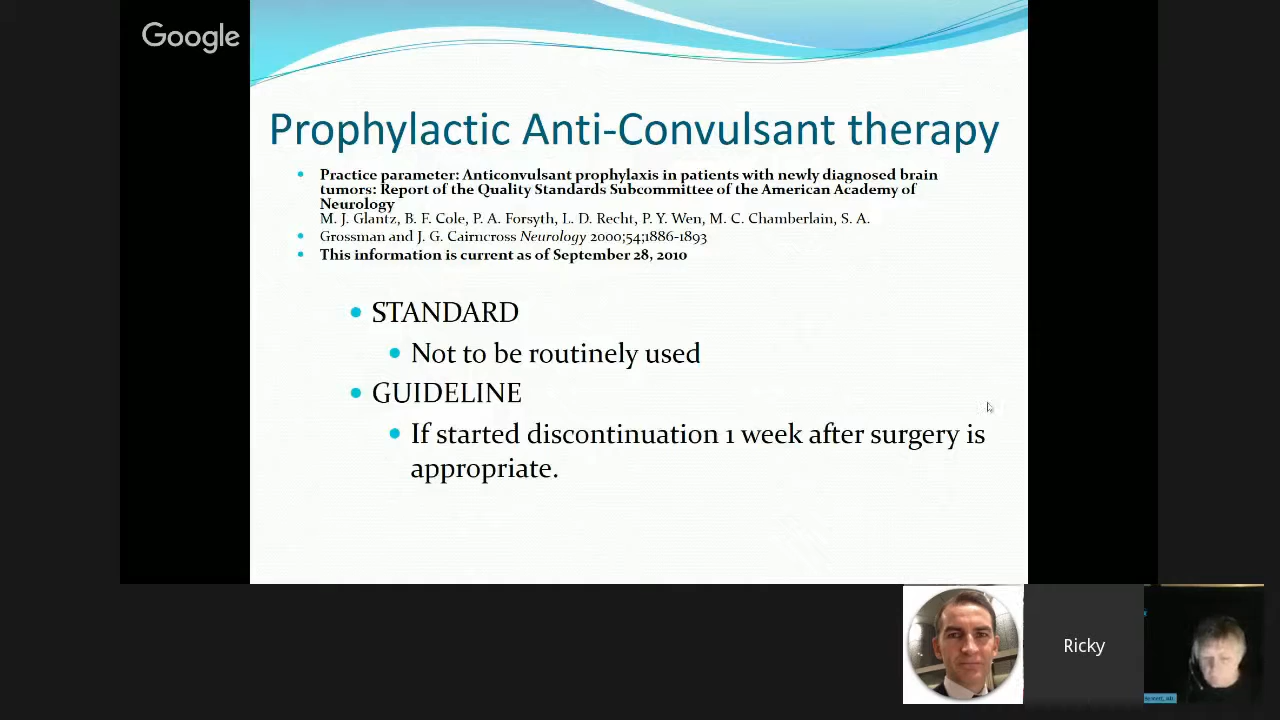 Google
Prophylactic Anti-Convulsant therapy
Practice parameter: Anticonvulsant prophylaxis in patients with newly diagnosed brain
tumors: Report of the Quality Standards Subcommittee of the American Academy of
Neurology
M. J. Glantz, B. F. Cole, P. A. Forsyth, L. D. Recht, P. Y. Wen, M. C. Chamberlain, S. A.
Grossman and J. G. Cairncross Neurology 2000;54;1886-1893
This information is current as of September 28, 2010
STANDARD
Not to be routinely used
GUIDELINE
If started discontinuation 1 week after surgery is
appropriate.
Ricky